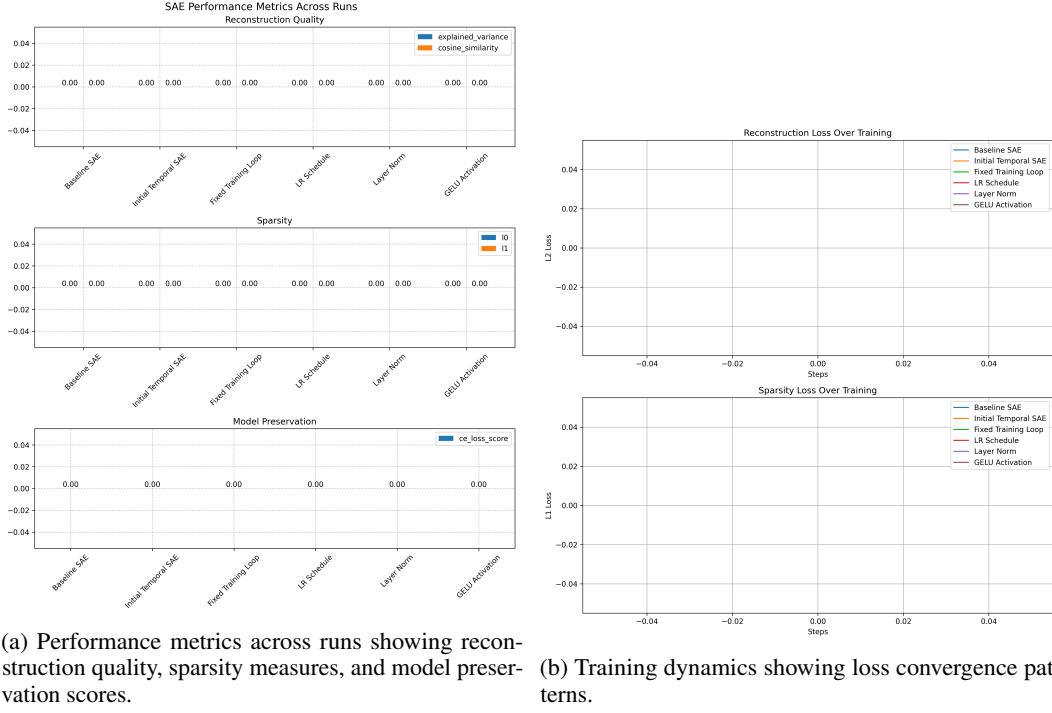 SAE Performance Metrics Across Runs
Reconstruction Quality
explained_variance
cosine_similarity
0.04
0.02
0.00
−0.02
−0.04
0.00 0.00 0.00 0.00 0.00 0.00 0.00 0.00 0.00 0.00 0.00 0.00
Baseline SAE
Initial Temporal SAE
Fixed Training Loop
LR Schedule
Layer Norm
GELU Activation
Sparsity
l0
l1
0.04
0.02
0.00
−0.02
−0.04
0.00 0.00 0.00 0.00 0.00 0.00 0.00 0.00 0.00 0.00 0.00 0.00
Baseline SAE
Initial Temporal SAE
Fixed Training Loop
LR Schedule
Layer Norm
GELU Activation
Model Preservation
ce_loss_score
0.04
0.02
0.00
−0.02
−0.04
0.00 0.00 0.00 0.00 0.00 0.00
Baseline SAE
Initial Temporal SAE
Fixed Training Loop
LR Schedule
Layer Norm
GELU Activation
(a) Performance metrics across runs showing recon-
struction quality, sparsity measures, and model preser-
vation scores.
Reconstruction Loss Over Training
Baseline SAE
Initial Temporal SAE
Fixed Training Loop
LR Schedule
Layer Norm
GELU Activation
L2 Loss
0.04
0.02
0.00
−0.02
−0.04
−0.04 −0.02 0.00 0.02 0.04
Steps
Sparsity Loss Over Training
Baseline SAE
Initial Temporal SAE
Fixed Training Loop
LR Schedule
Layer Norm
GELU Activation
L1 Loss
0.04
0.02
0.00
−0.02
−0.04
−0.04 −0.02 0.00 0.02 0.04
Steps
(b) Training dynamics showing loss convergence pat
terns.